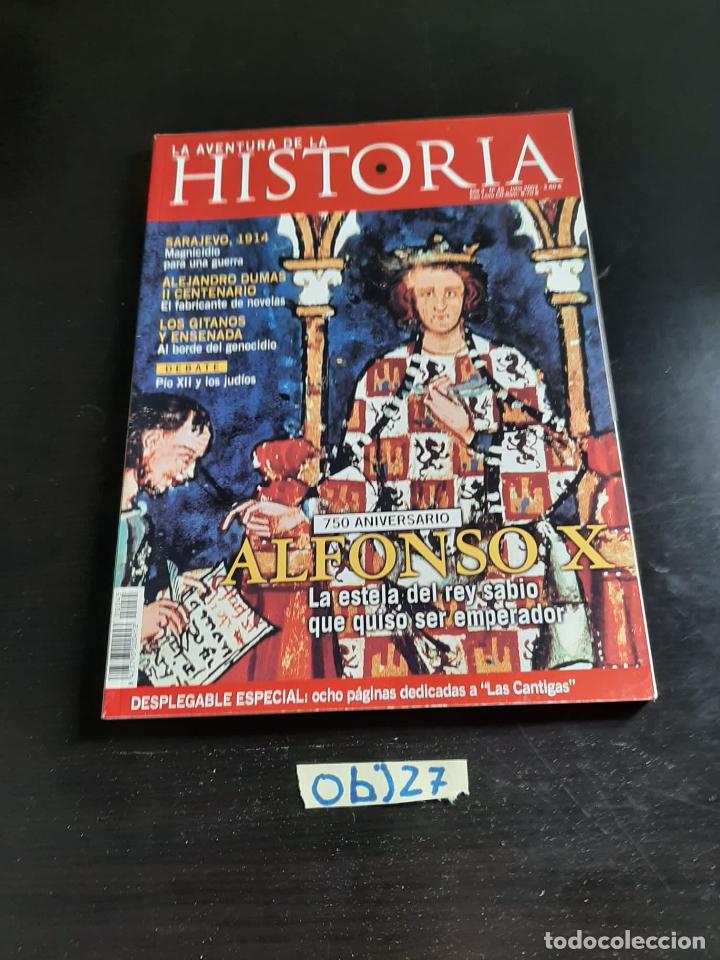 LA AVENTURA DE LA
HISTORIA
SARAJEVO, 1914
Magnicidio
para una guerra
ALEJANDRO DUMAS
II CENTENARIO
El fabricante de novelas
LOS GITANOS
Y ENSENADA
Al borde del genocidio
DEBATE
Pío XII y los judíos
750 ANIVERSARIO
ALFONSO X
La estela del rey sabio
que quiso ser emperador
DESPLEGABLE ESPECIAL: ocho páginas dedicadas a "Las Cantigas"
Obj27
todocoleccion